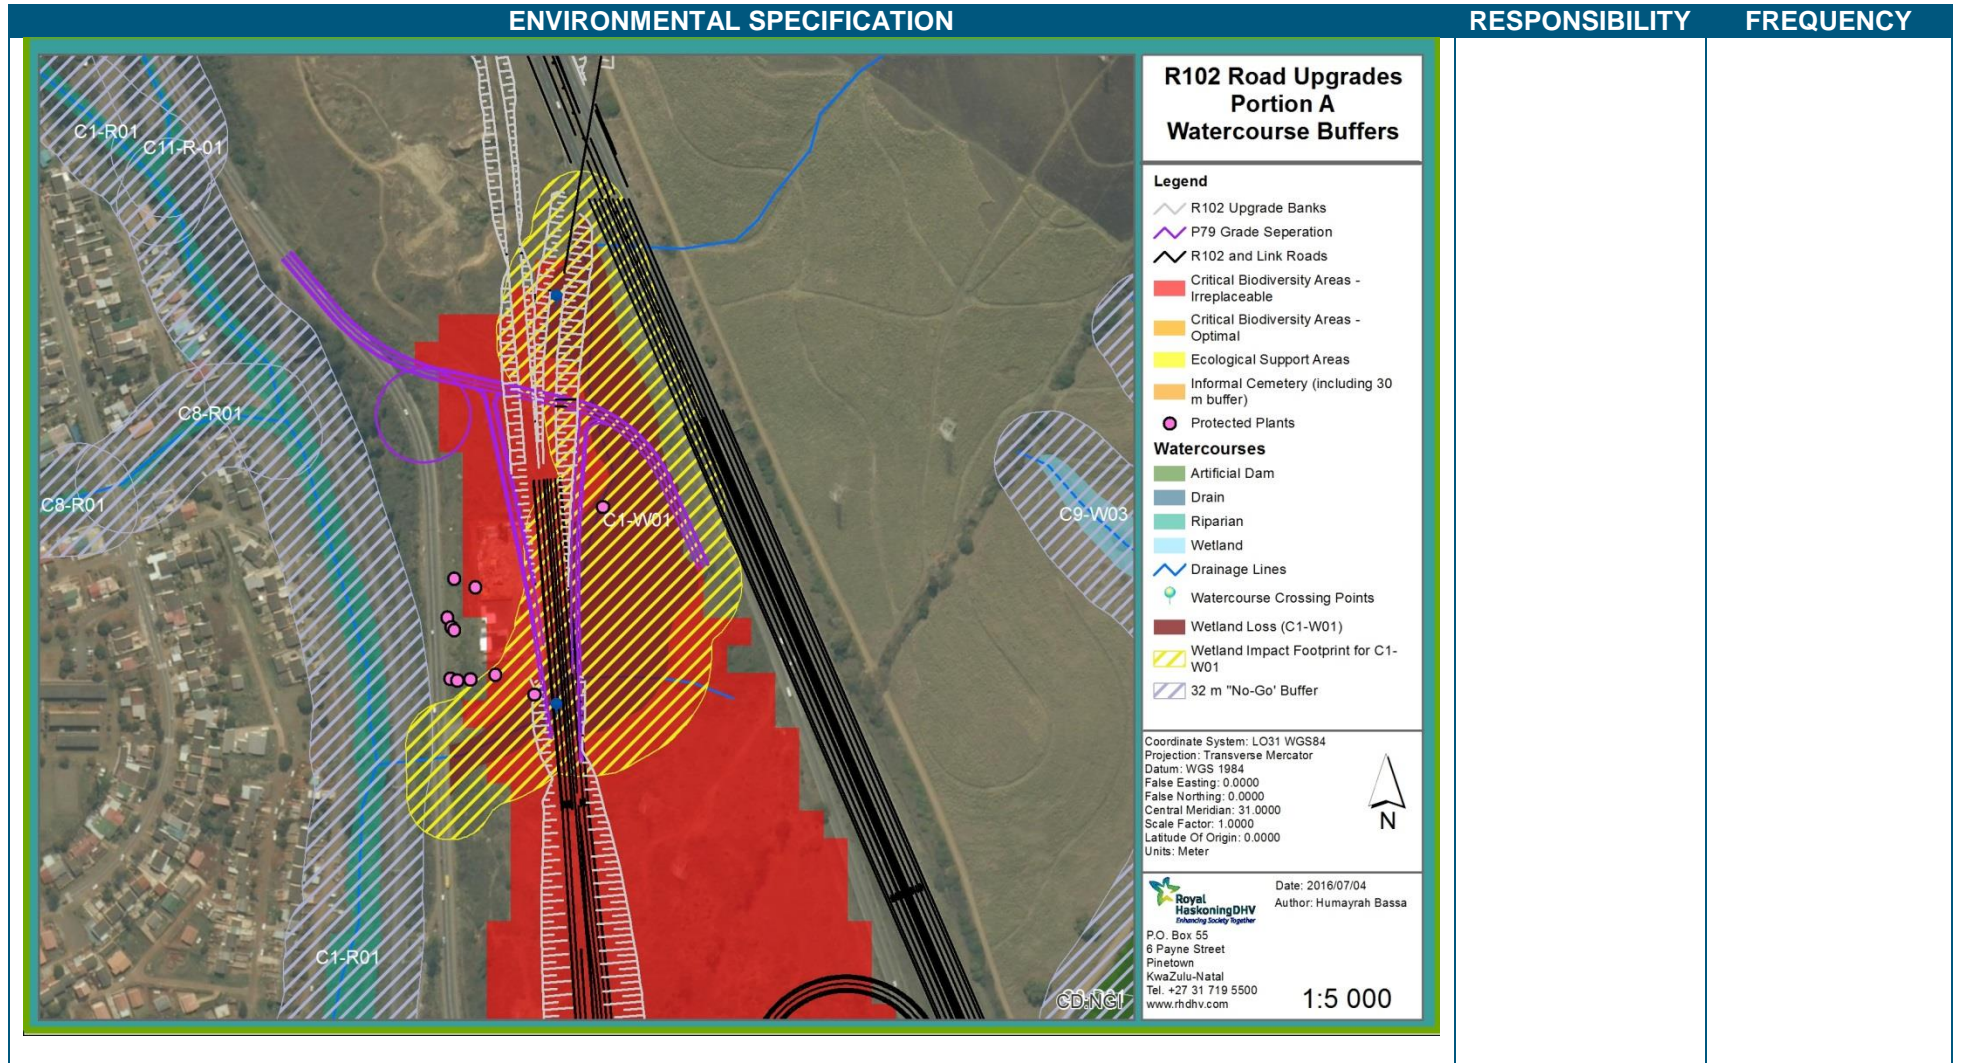 ENVIRONMENTAL SPECIFICATION RESPONSIBILITY FREQUENCY
C1-R01
C11-R-01
C8-R01
C8-R01
C1-W01
C9-W03
C1-R01
CD:NGI
R102 Road Upgrades
Portion A
Watercourse Buffers
Legend
R102 Upgrade Banks
P79 Grade Seperation
R102 and Link Roads
Critical Biodiversity Areas -
Irreplaceable
Critical Biodiversity Areas -
Optimal
Ecological Support Areas
Informal Cemetery (including 30
m buffer)
Protected Plants
Watercourses
Artificial Dam
Drain
Riparian
Wetland
Drainage Lines
Watercourse Crossing Points
Wetland Loss (C1-W01)
Wetland Impact Footprint for C1-
W01
32 m "No-Go' Buffer
Coordinate System: LO31 WGS84
Projection: Transverse Mercator
Datum: WGS 1984
False Easting: 0.0000
False Northing: 0.0000
Central Meridian: 31.0000
Scale Factor: 1.0000
Latitude Of Origin: 0.0000
Units: Meter
N
Royal
HaskoningDHV
Enhancing Society Together
Date: 2016/07/04
Author: Humayrah Bassa
P.O. Box 55
6 Payne Street
Pinetown
KwaZulu-Natal
Tel. +27 31 719 5500
www.rhdhv.com
1:5 000